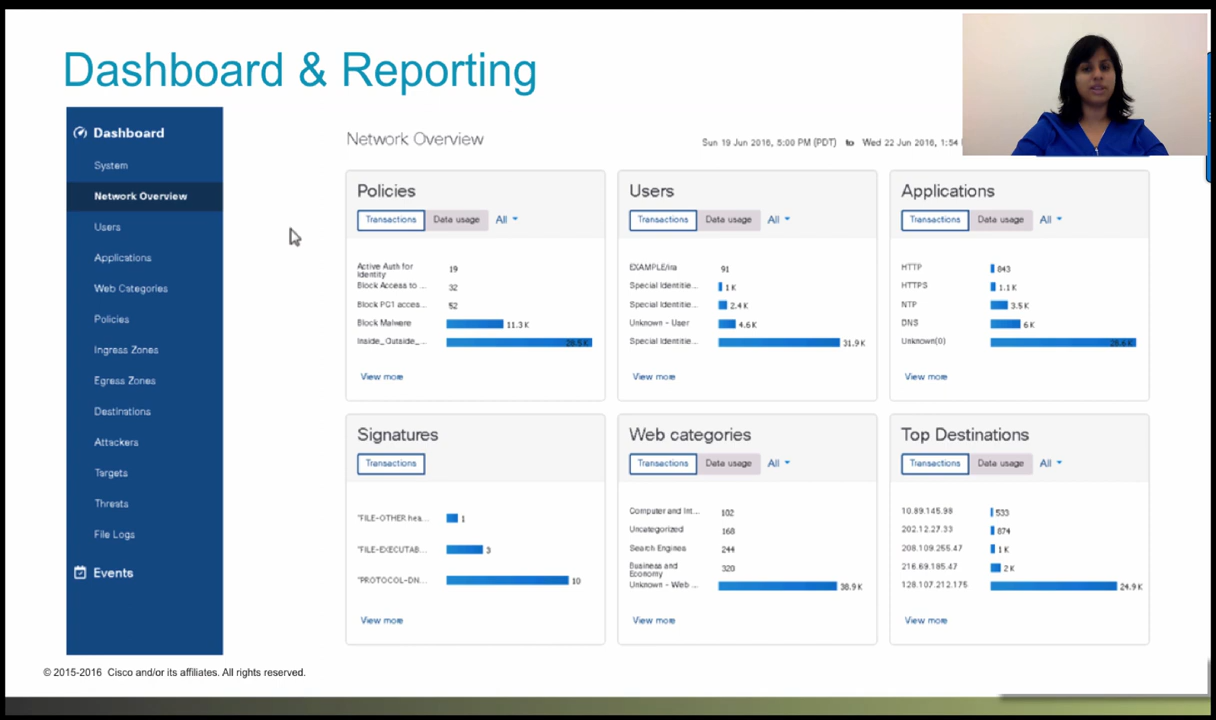 Dashboard & Reporting
Dashboard
System
Network Overview
Users
Applications
Web Categories
Policies
Ingress Zones
Egress Zones
Destinations
Attackers
Targets
Threats
File Logs
Events
Network Overview
Sun 19 Jun 2016, 5:00 PM (PDT) to Wed 22 Jun 2016, 1:54
Policies
Transactions Data usage All
Active Auth for
Identity 19
Block Access to ... 32
Block PC1 acces... 52
Block Malware 11.3 K
Inside_Outside_...
View more
Users
Transactions Data usage All
EXAMPLE/ira 91
Special Identitie... 1 K
Special Identitie... 2.4 K
Unknown - User 4.6 K
Special Identitie... 31.9 K
View more
Applications
Transactions Data usage All
HTTP 843
HTTPS 1.1 K
NTP 3.5 K
DNS 6 K
Unknown(0)
View more
Signatures
Transactions
"FILE-OTHER hea... 1
"FILE-EXECUTAB... 3
"PROTOCOL-DN... 10
View more
Web categories
Transactions Data usage All
Computer and Int... 102
Uncategorized 168
Search Engines 244
Business and
Economy 320
Unknown - Web ... 38.9 K
View more
Top Destinations
Transactions Data usage All
10.89.145.98 533
202.12.27.33 874
208.109.255.47 1 K
216.69.185.47 2 K
128.107.212.175 24.9 K
View more
© 2015-2016 Cisco and/or its affiliates. All rights reserved.